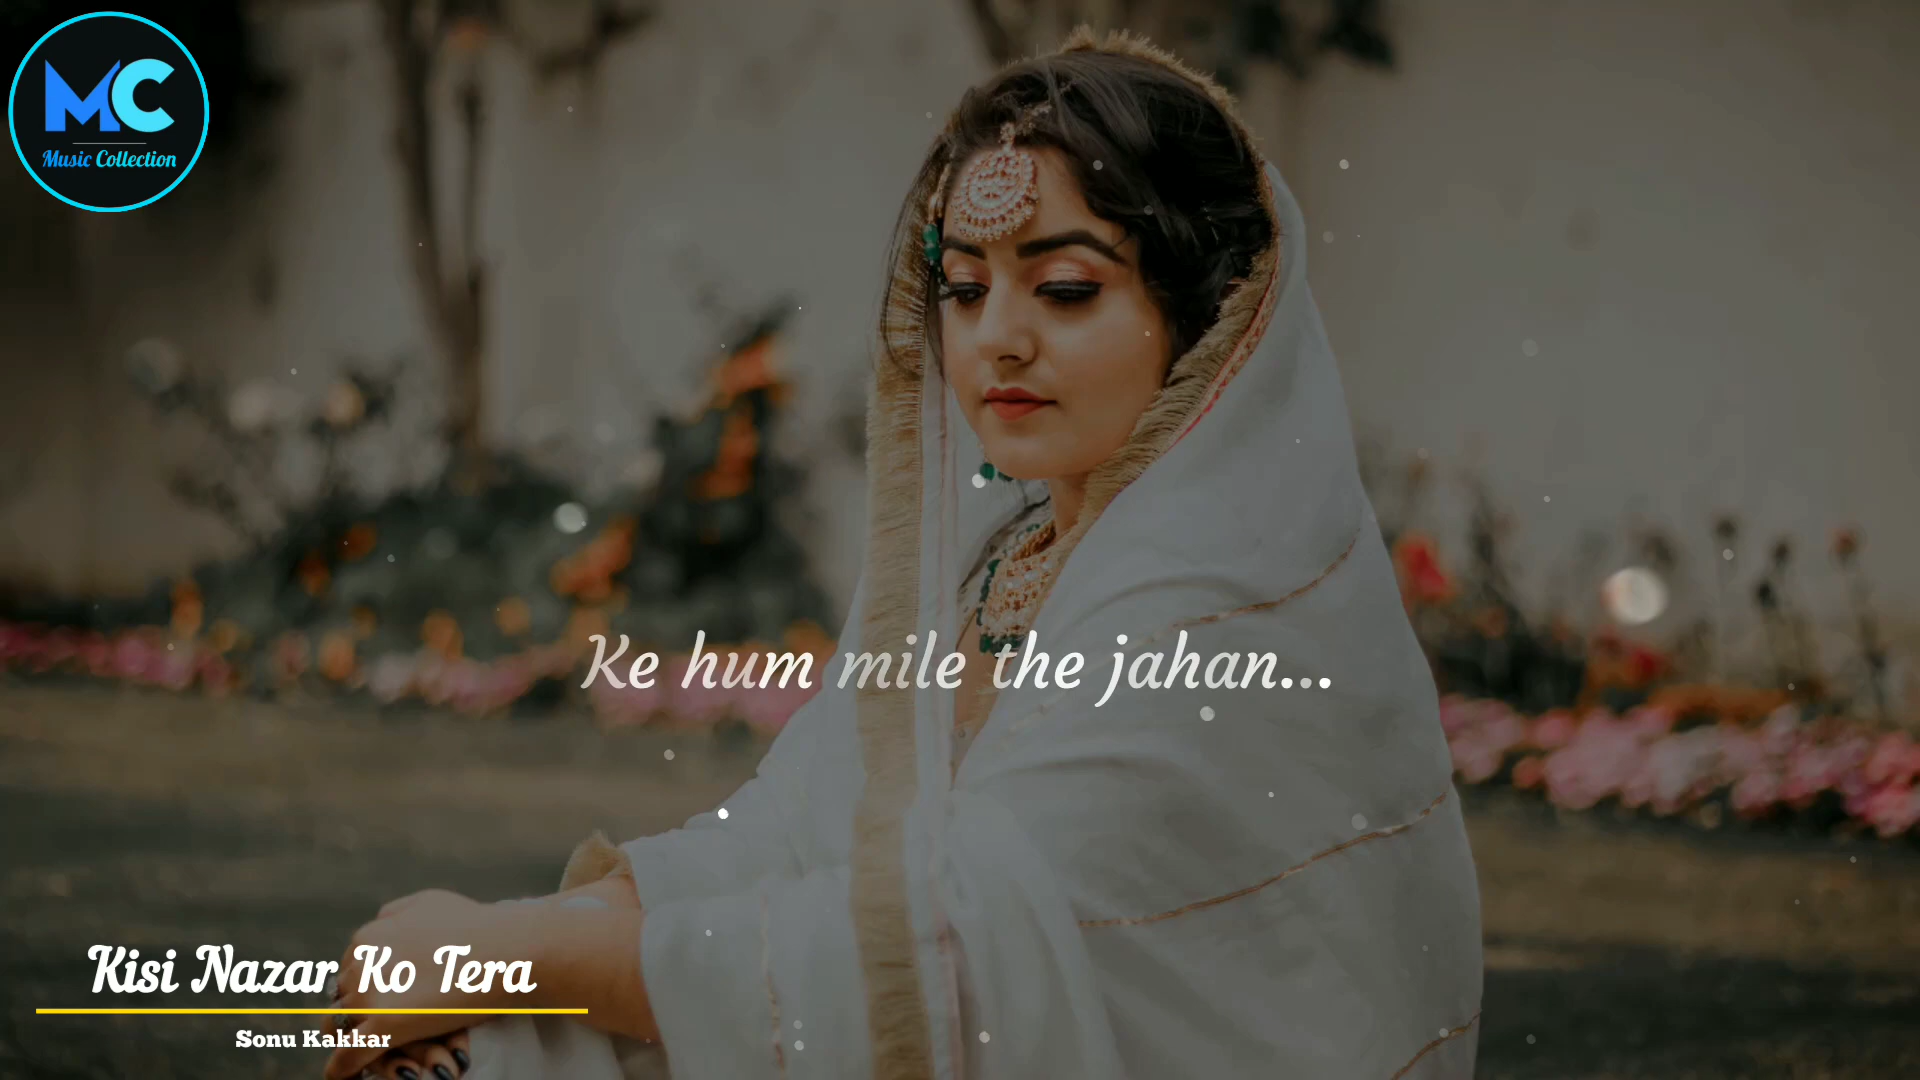 MC
Music Collection
Ke hum mile the jahan...
Kisi Nazar Ko Tera
Sonu Kakkar